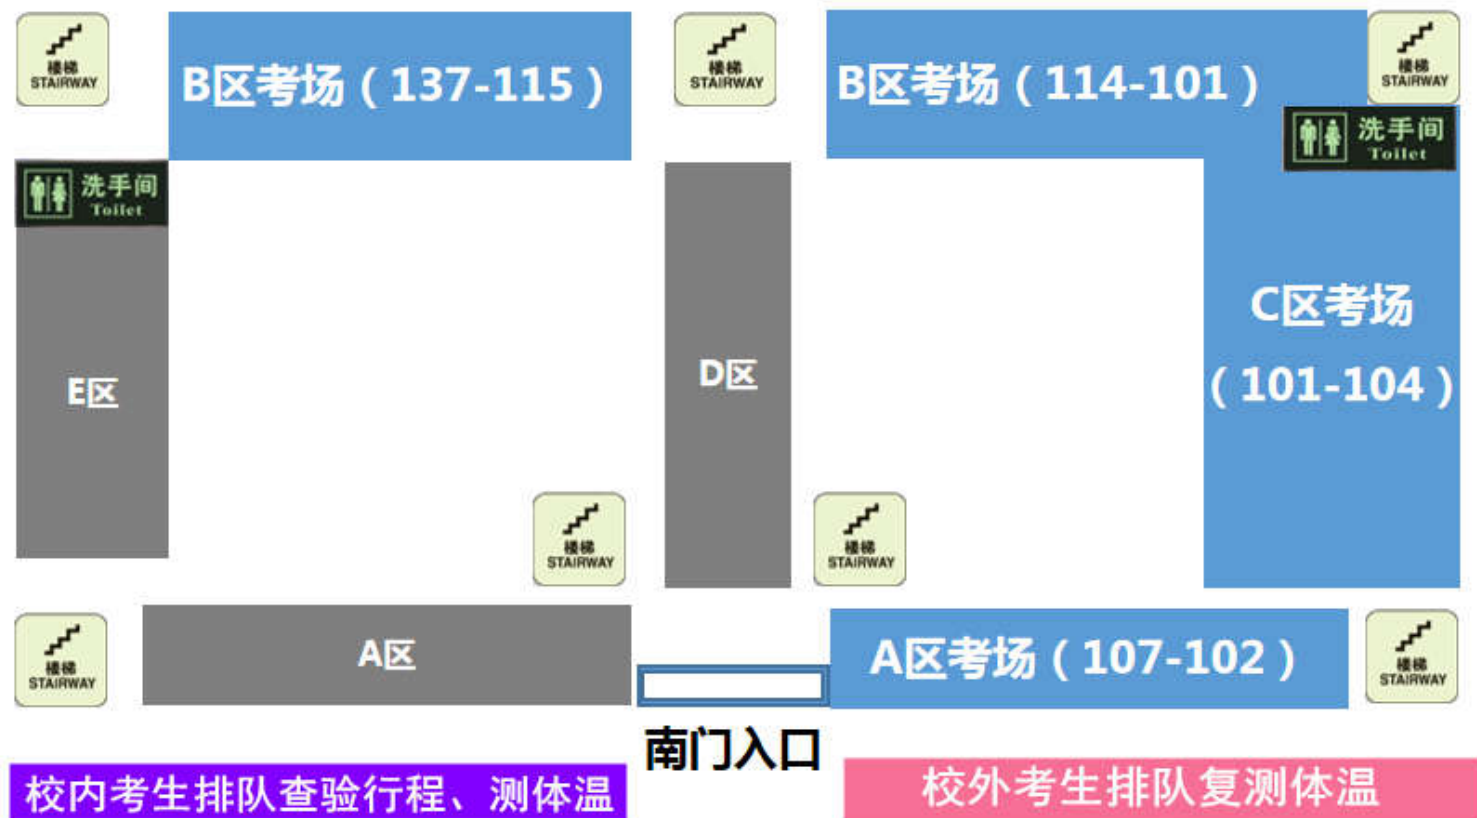 楼梯
STAIRWAY
B区考场（137-115）
楼梯
STAIRWAY
B区考场（114-101）
楼梯
STAIRWAY
洗手间
Toilet
洗手间
Toilet
E区
D区
C区考场
（101-104）
楼梯
STAIRWAY
楼梯
STAIRWAY
楼梯
STAIRWAY
A区
A区考场（107-102）
楼梯
STAIRWAY
南门入口
校内考生排队查验行程、测体温
校外考生排队复测体温